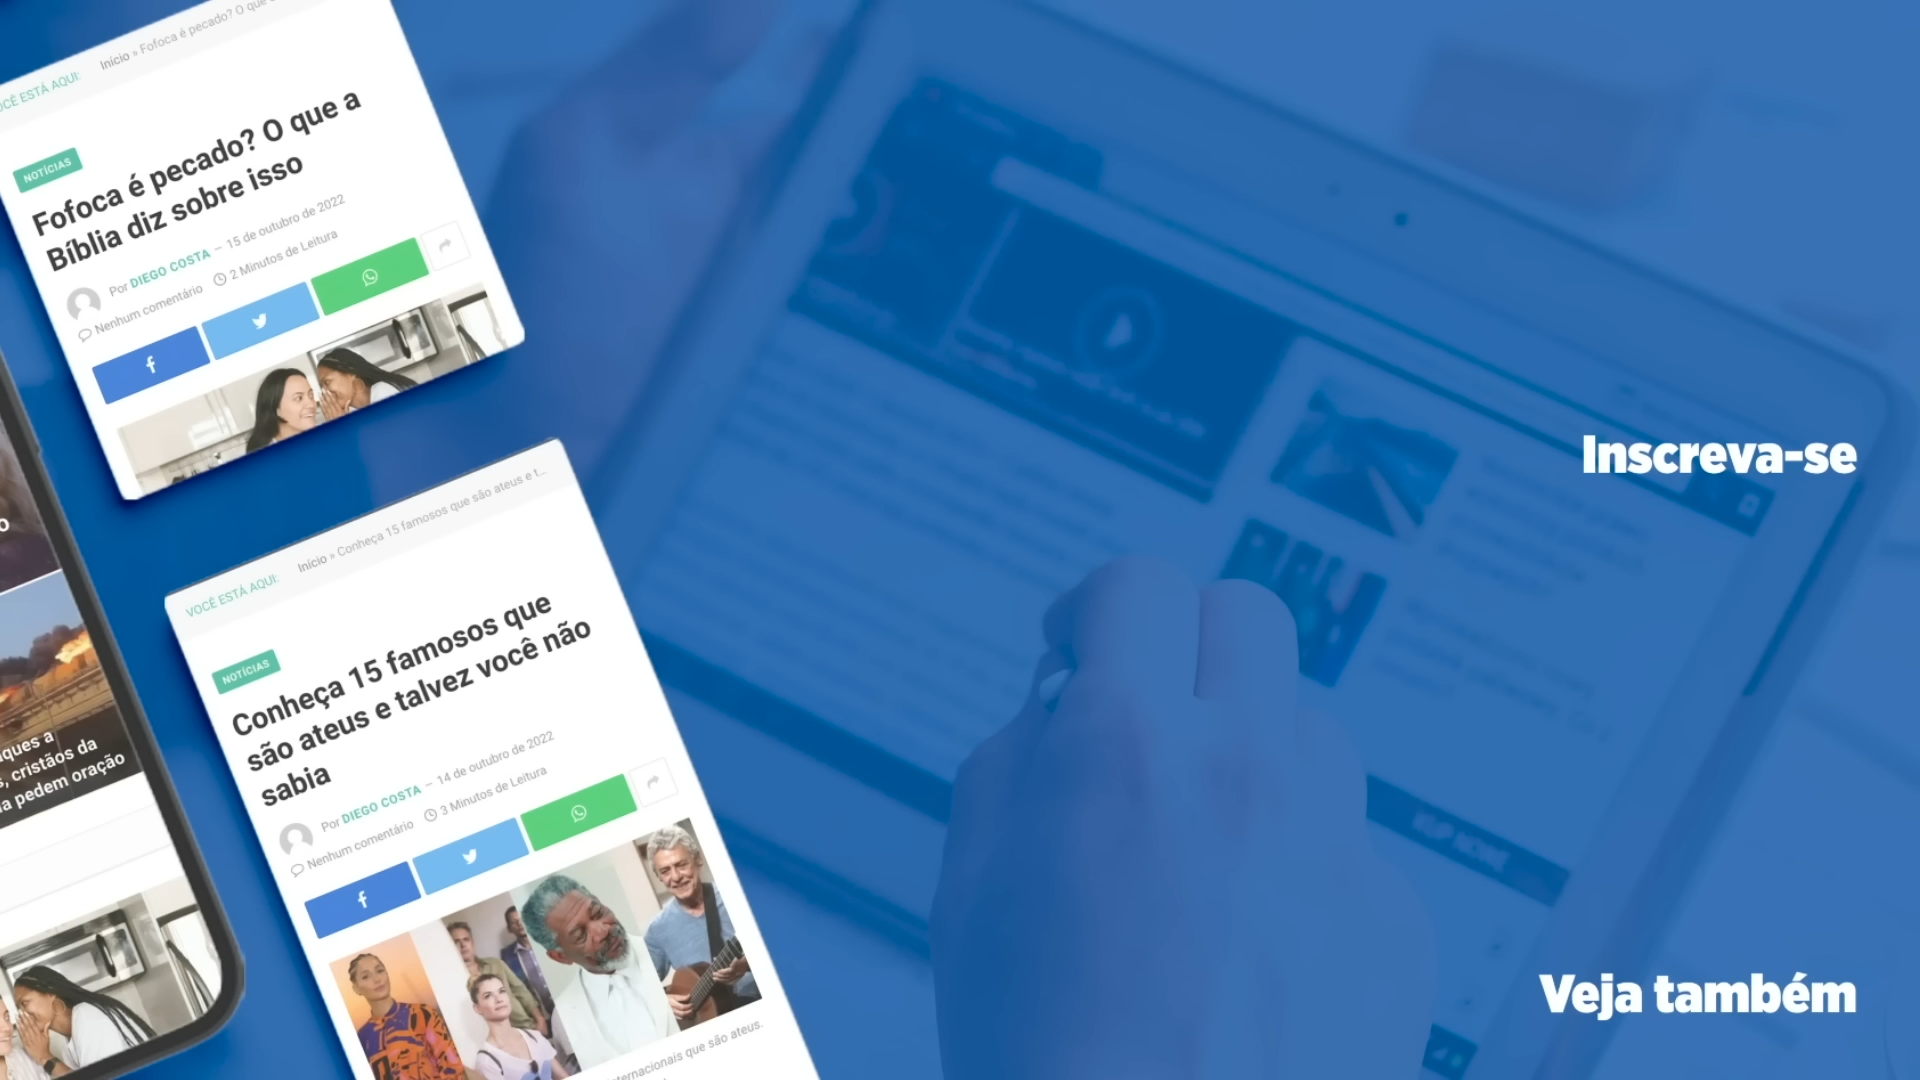 VOCÊ ESTÁ AQUI:
Início » Fofoca é pecado? O que
NOTÍCIAS
Fofoca é pecado? O que a
Bíblia diz sobre isso
Por DIEGO COSTA – 15 de outubro de 2022
Nenhum comentário 2 Minutos de Leitura
VOCÊ ESTÁ AQUI:
Início » Conheça 15 famosos que são ateus e t...
NOTÍCIAS
Conheça 15 famosos que
são ateus e talvez você não
sabia
Por DIEGO COSTA – 14 de outubro de 2022
Nenhum comentário 3 Minutos de Leitura
ternacionais que são ateus.
o
ques a
s, cristãos da
a pedem oração
Inscreva-se
Veja também